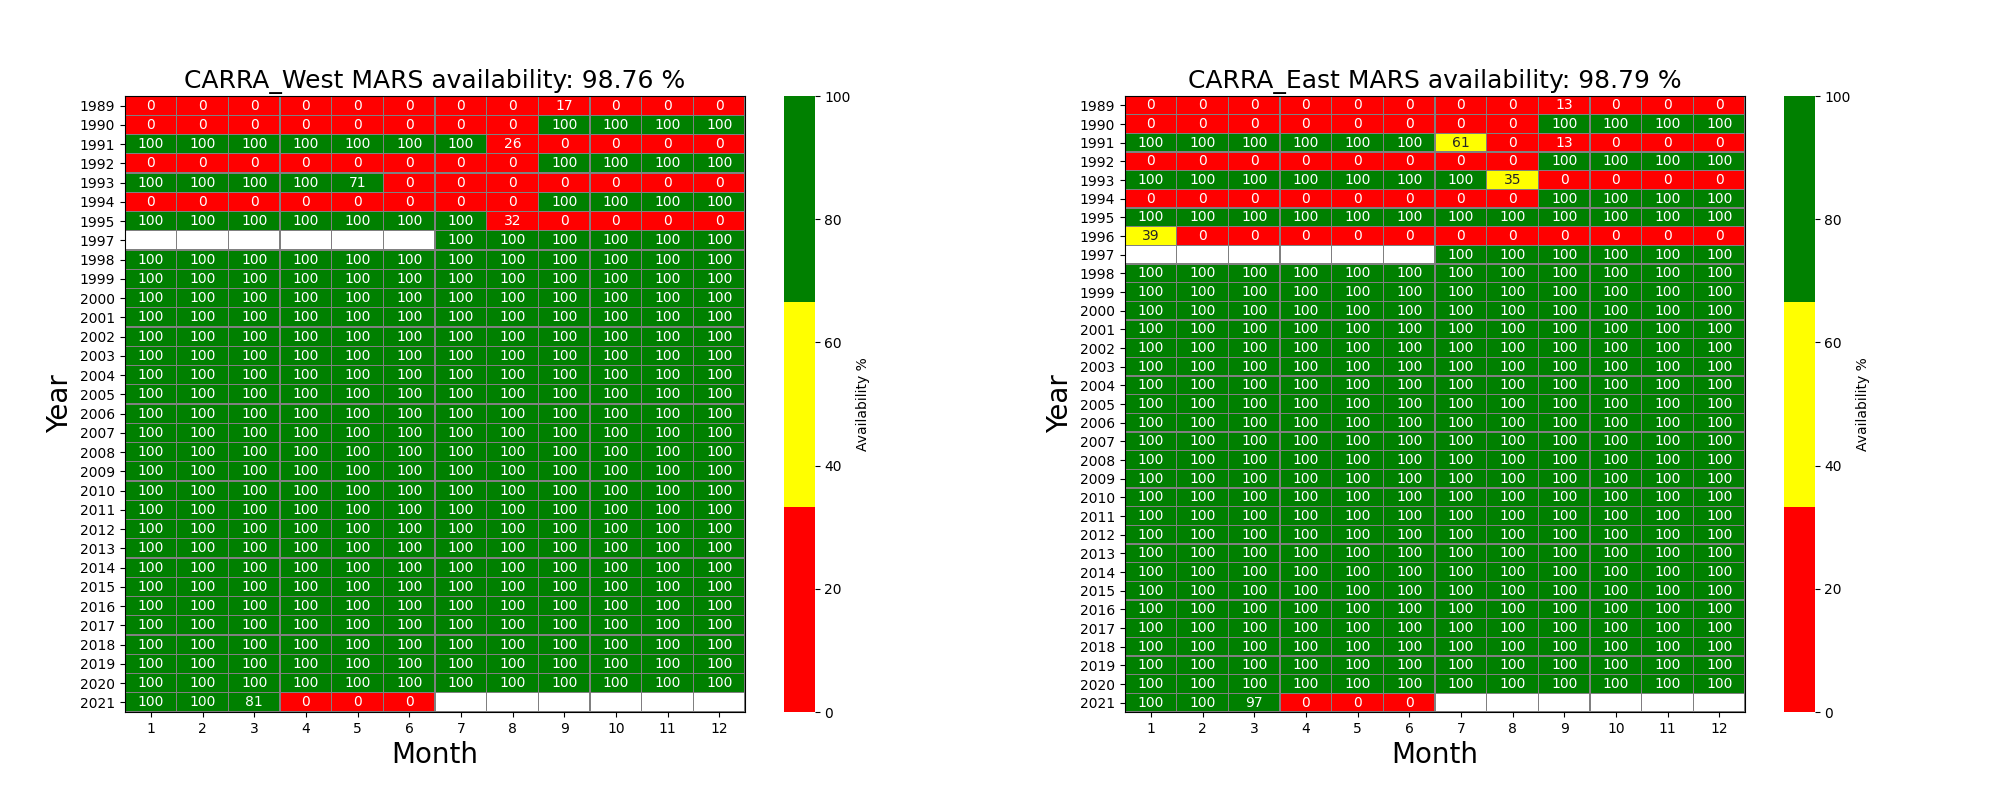 CARRA_West MARS availability: 98.76 %
1989 0 0 0 0 0 0 0 0 17 0 0 0
1990 0 0 0 0 0 0 0 0 100 100 100 100
1991 100 100 100 100 100 100 100 26 0 0 0 0
1992 0 0 0 0 0 0 0 0 100 100 100 100
1993 100 100 100 100 71 0 0 0 0 0 0 0
1994 0 0 0 0 0 0 0 0 100 100 100 100
1995 100 100 100 100 100 100 100 32 0 0 0 0
1997 100 100 100 100 100 100
1998 100 100 100 100 100 100 100 100 100 100 100 100
1999 100 100 100 100 100 100 100 100 100 100 100 100
2000 100 100 100 100 100 100 100 100 100 100 100 100
2001 100 100 100 100 100 100 100 100 100 100 100 100
2002 100 100 100 100 100 100 100 100 100 100 100 100
2003 100 100 100 100 100 100 100 100 100 100 100 100
2004 100 100 100 100 100 100 100 100 100 100 100 100
2005 100 100 100 100 100 100 100 100 100 100 100 100
2006 100 100 100 100 100 100 100 100 100 100 100 100
2007 100 100 100 100 100 100 100 100 100 100 100 100
2008 100 100 100 100 100 100 100 100 100 100 100 100
2009 100 100 100 100 100 100 100 100 100 100 100 100
2010 100 100 100 100 100 100 100 100 100 100 100 100
2011 100 100 100 100 100 100 100 100 100 100 100 100
2012 100 100 100 100 100 100 100 100 100 100 100 100
2013 100 100 100 100 100 100 100 100 100 100 100 100
2014 100 100 100 100 100 100 100 100 100 100 100 100
2015 100 100 100 100 100 100 100 100 100 100 100 100
2016 100 100 100 100 100 100 100 100 100 100 100 100
2017 100 100 100 100 100 100 100 100 100 100 100 100
2018 100 100 100 100 100 100 100 100 100 100 100 100
2019 100 100 100 100 100 100 100 100 100 100 100 100
2020 100 100 100 100 100 100 100 100 100 100 100 100
2021 100 100 81 0 0 0
1 2 3 4 5 6 7 8 9 10 11 12
Month
Year
100
80
60
40
20
0
Availability %
CARRA_East MARS availability: 98.79 %
1989 0 0 0 0 0 0 0 0 13 0 0 0
1990 0 0 0 0 0 0 0 0 100 100 100 100
1991 100 100 100 100 100 100 61 0 13 0 0 0
1992 0 0 0 0 0 0 0 0 100 100 100 100
1993 100 100 100 100 100 100 100 35 0 0 0 0
1994 0 0 0 0 0 0 0 0 100 100 100 100
1995 100 100 100 100 100 100 100 100 100 100 100 100
1996 39 0 0 0 0 0 0 0 0 0 0 0
1997 100 100 100 100 100 100
1998 100 100 100 100 100 100 100 100 100 100 100 100
1999 100 100 100 100 100 100 100 100 100 100 100 100
2000 100 100 100 100 100 100 100 100 100 100 100 100
2001 100 100 100 100 100 100 100 100 100 100 100 100
2002 100 100 100 100 100 100 100 100 100 100 100 100
2003 100 100 100 100 100 100 100 100 100 100 100 100
2004 100 100 100 100 100 100 100 100 100 100 100 100
2005 100 100 100 100 100 100 100 100 100 100 100 100
2006 100 100 100 100 100 100 100 100 100 100 100 100
2007 100 100 100 100 100 100 100 100 100 100 100 100
2008 100 100 100 100 100 100 100 100 100 100 100 100
2009 100 100 100 100 100 100 100 100 100 100 100 100
2010 100 100 100 100 100 100 100 100 100 100 100 100
2011 100 100 100 100 100 100 100 100 100 100 100 100
2012 100 100 100 100 100 100 100 100 100 100 100 100
2013 100 100 100 100 100 100 100 100 100 100 100 100
2014 100 100 100 100 100 100 100 100 100 100 100 100
2015 100 100 100 100 100 100 100 100 100 100 100 100
2016 100 100 100 100 100 100 100 100 100 100 100 100
2017 100 100 100 100 100 100 100 100 100 100 100 100
2018 100 100 100 100 100 100 100 100 100 100 100 100
2019 100 100 100 100 100 100 100 100 100 100 100 100
2020 100 100 100 100 100 100 100 100 100 100 100 100
2021 100 100 97 0 0 0
1 2 3 4 5 6 7 8 9 10 11 12
Month
Year
100
80
60
40
20
0
Availability %